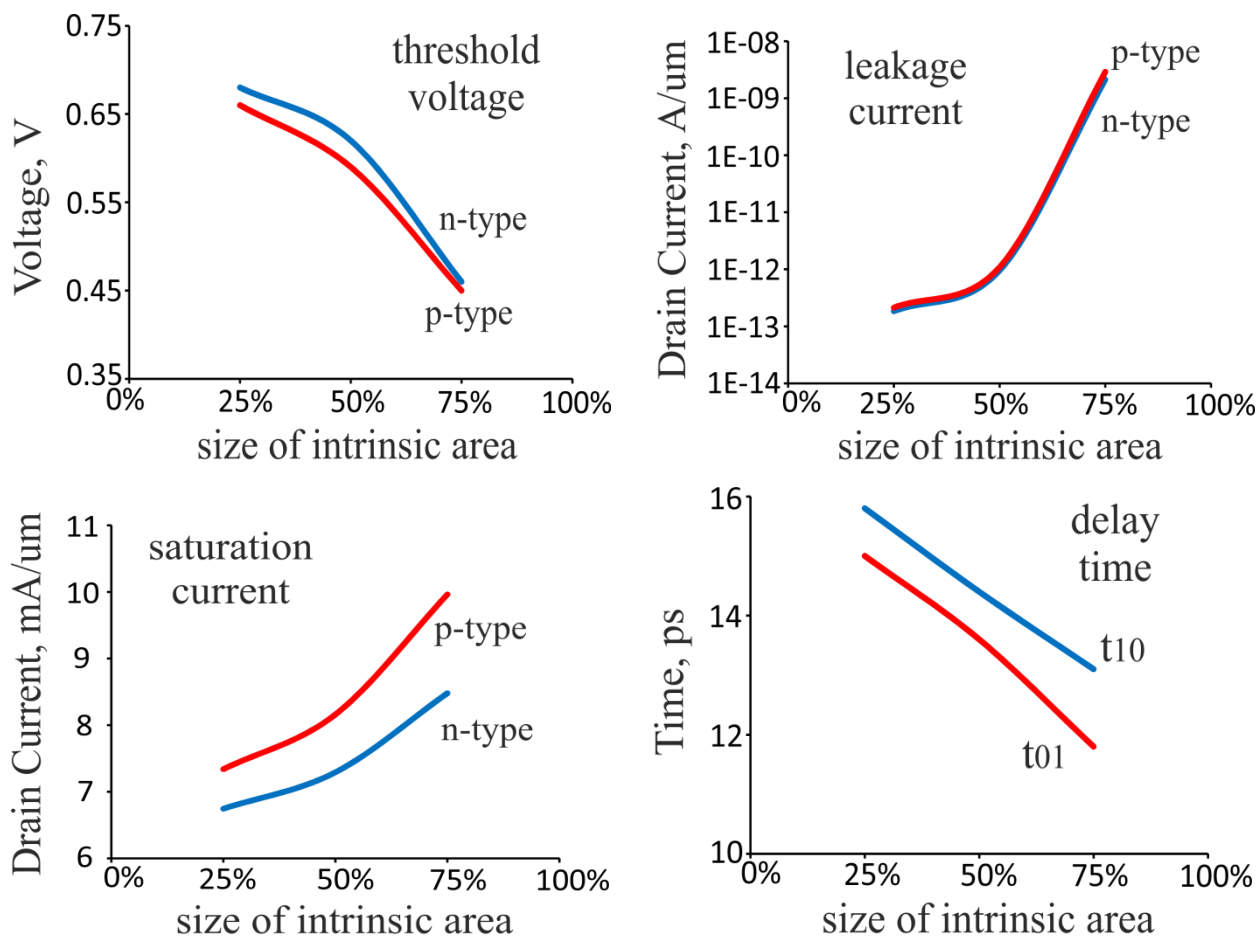 threshold
voltage
Voltage, V
0.75
0.65
0.55
0.45
0.35
n-type
p-type
0% 25% 50% 75% 100%
size of intrinsic area
leakage
current
Drain Current, A/um
1E-08
1E-09
1E-10
1E-11
1E-12
1E-13
1E-14
p-type
n-type
0% 25% 50% 75% 100%
size of intrinsic area
saturation
current
Drain Current, mA/um
11
10
9
8
7
6
p-type
n-type
0% 25% 50% 75% 100%
size of intrinsic area
delay
time
Time, ps
16
14
12
10
t10
t01
0% 25% 50% 75% 100%
size of intrinsic area